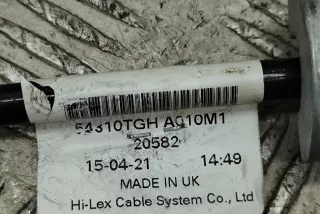 54310TGH A010M1
20582
15-04-21 14:49
MADE IN UK
Hi-Lex Cable System Co., Ltd